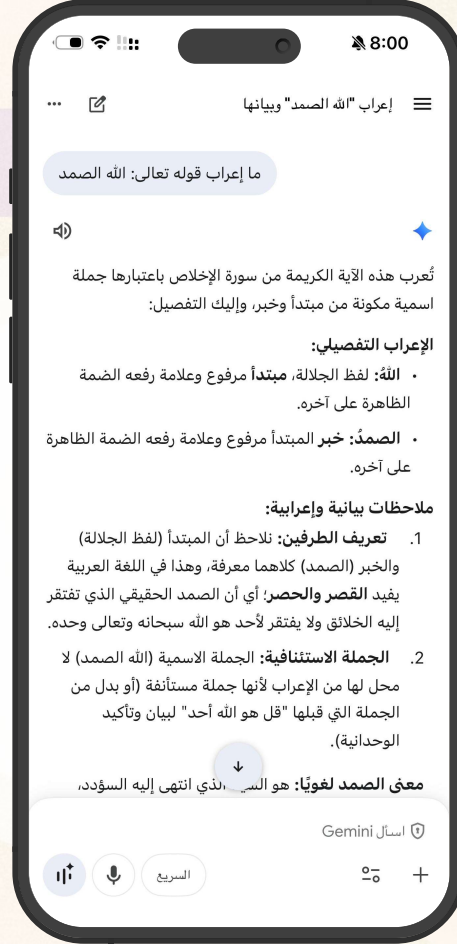 8:00
إعراب "الله الصمد" وبيانها
ما إعراب قوله تعالى: الله الصمد
تُعرب هذه الآية الكريمة من سورة الإخلاص باعتبارها جملة
اسمية مكونة من مبتدأ وخبر، وإليك التفصيل:
الإعراب التفصيلي:
• اللهُ: لفظ الجلالة، مبتدأ مرفوع وعلامة رفعه الضمة
الظاهرة على آخره.
• الصمدُ: خبر المبتدأ مرفوع وعلامة رفعه الضمة الظاهرة
على آخره.
ملاحظات بيانية وإعرابية:
1. تعريف الطرفين: نلاحظ أن المبتدأ (لفظ الجلالة)
والخبر (الصمد) كلاهما معرفة، وهذا في اللغة العربية
يفيد القصر والحصر؛ أي أن الصمد الحقيقي الذي تفتقر
إليه الخلائق ولا يفتقر لأحد هو الله سبحانه وتعالى وحده.
2. الجملة الاستئنافية: الجملة الاسمية (الله الصمد) لا
محل لها من الإعراب لأنها جملة مستأنفة (أو بدل من
الجملة التي قبلها "قل هو الله أحد" لبيان وتأكيد
الوحدانية).
معنى الصمد لغويًا: هو الذي انتهى إليه السؤدد،
اسأل Gemini
السريع